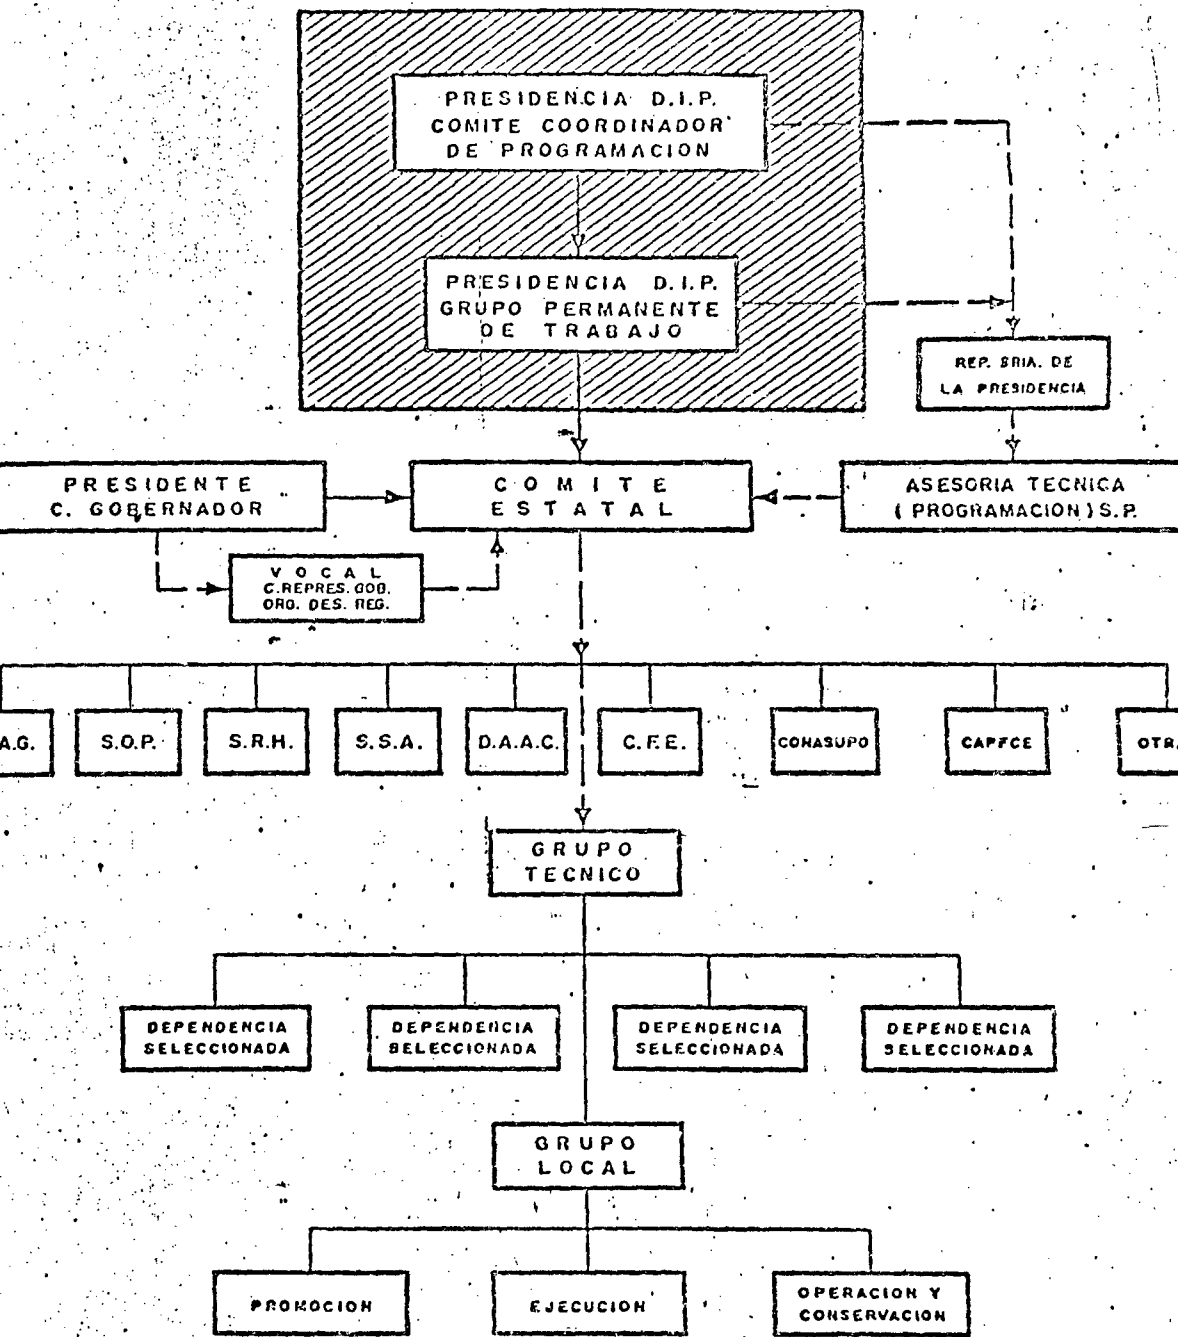 PRESIDENCIA D.I.P.
COMITE COORDINADOR
DE PROGRAMACION
PRESIDENCIA D.I.P.
GRUPO PERMANENTE
DE TRABAJO
REP. SRIA. DE
LA PRESIDENCIA
PRESIDENTE
C. GOBERNADOR
COMITE
ESTATAL
ASESORIA TECNICA
(PROGRAMACION) S.P.
VOCAL
C. REPRES. GOB.
ORG. DES. REG.
A.G.
S.O.P.
S.R.H.
S.S.A.
D.A.A.C.
C.F.E.
CONASUPO
CAPFCE
OTR
GRUPO
TECNICO
DEPENDENCIA
SELECCIONADA
DEPENDENCIA
SELECCIONADA
DEPENDENCIA
SELECCIONADA
DEPENDENCIA
SELECCIONADA
GRUPO
LOCAL
PROMOCION
EJECUCION
OPERACION Y
CONSERVACION